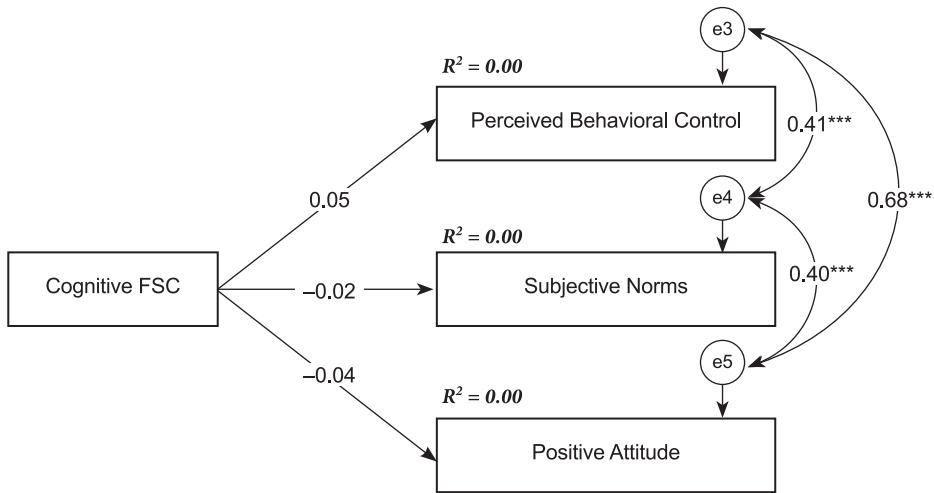 e3
R² = 0.00
Perceived Behavioral Control
0.41***
0.05
e4
0.68***
R² = 0.00
Cognitive FSC
–0.02
Subjective Norms
0.40***
e5
–0.04
R² = 0.00
Positive Attitude